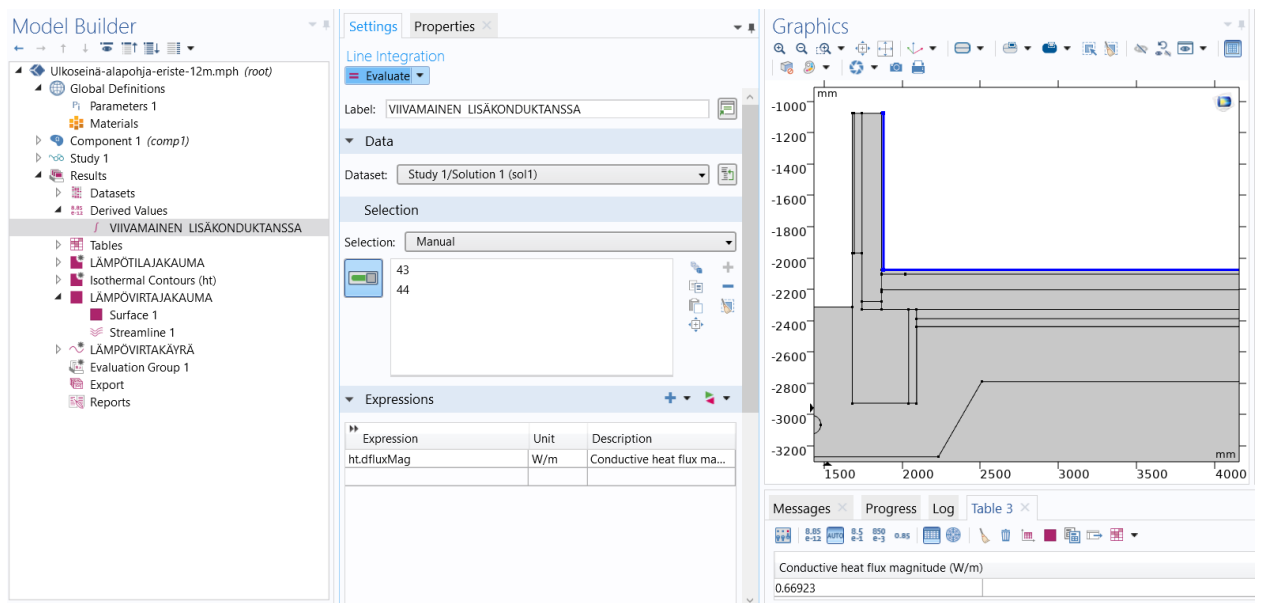 Model Builder
Ulkoseinä-alapohja-eriste-12m.mph (root)
Global Definitions
Pi Parameters 1
Materials
Component 1 (comp1)
Study 1
Results
Datasets
8.85
e-12
Derived Values
VIIVAMAINEN LISÄKONDUKTANSSA
Tables
LÄMPÖTILAJAKAUMA
Isothermal Contours (ht)
LÄMPÖVIRTAJAKAUMA
Surface 1
Streamline 1
LÄMPÖVIRTAKÄYRÄ
Evaluation Group 1
Export
Reports
Settings Properties
Line Integration
= Evaluate
Label: VIIVAMAINEN LISÄKONDUKTANSSA
Data
Dataset: Study 1/Solution 1 (sol1)
Selection
Selection: Manual
43
44
Expressions
Expression Unit Description
ht.dfluxMag W/m Conductive heat flux ma...
Graphics
mm
-1000
-1200
-1400
-1600
-1800
-2000
-2200
-2400
-2600
-2800
-3000
-3200
mm
1500 2000 2500 3000 3500 4000
Messages Progress Log Table 3
8.85 AUTO 8.5 850 0.85
e-12 e-1 e-3
Conductive heat flux magnitude (W/m)
0.66923